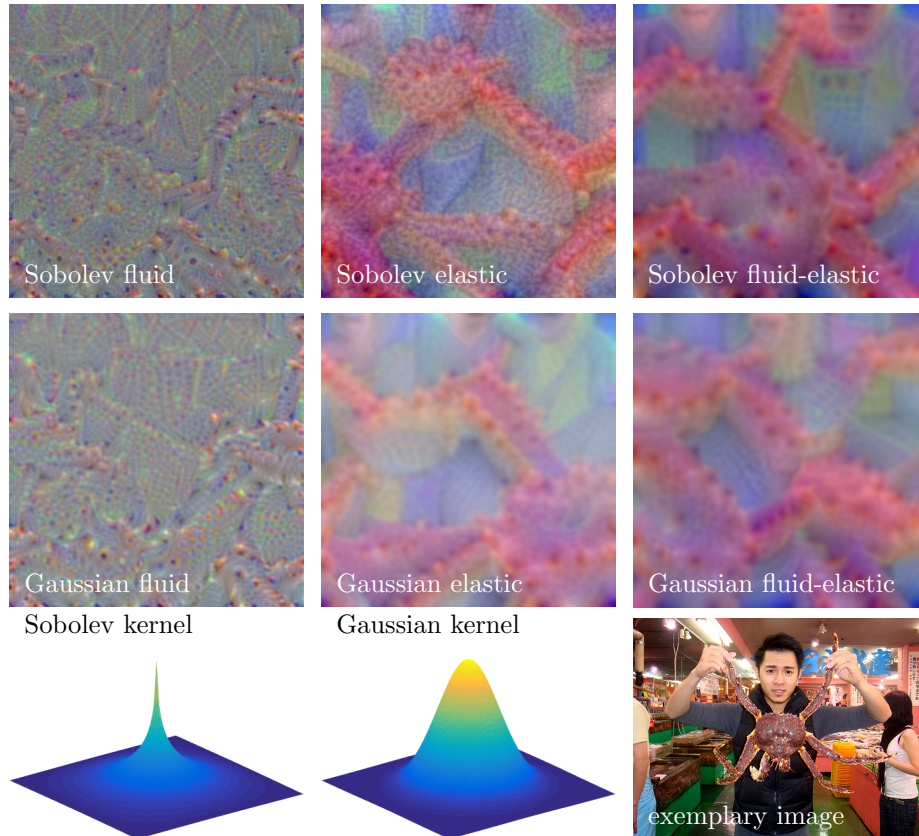 Sobolev fluid
Sobolev elastic
Sobolev fluid-elastic
Gaussian fluid
Gaussian elastic
Gaussian fluid-elastic
Sobolev kernel
Gaussian kernel
exemplary image